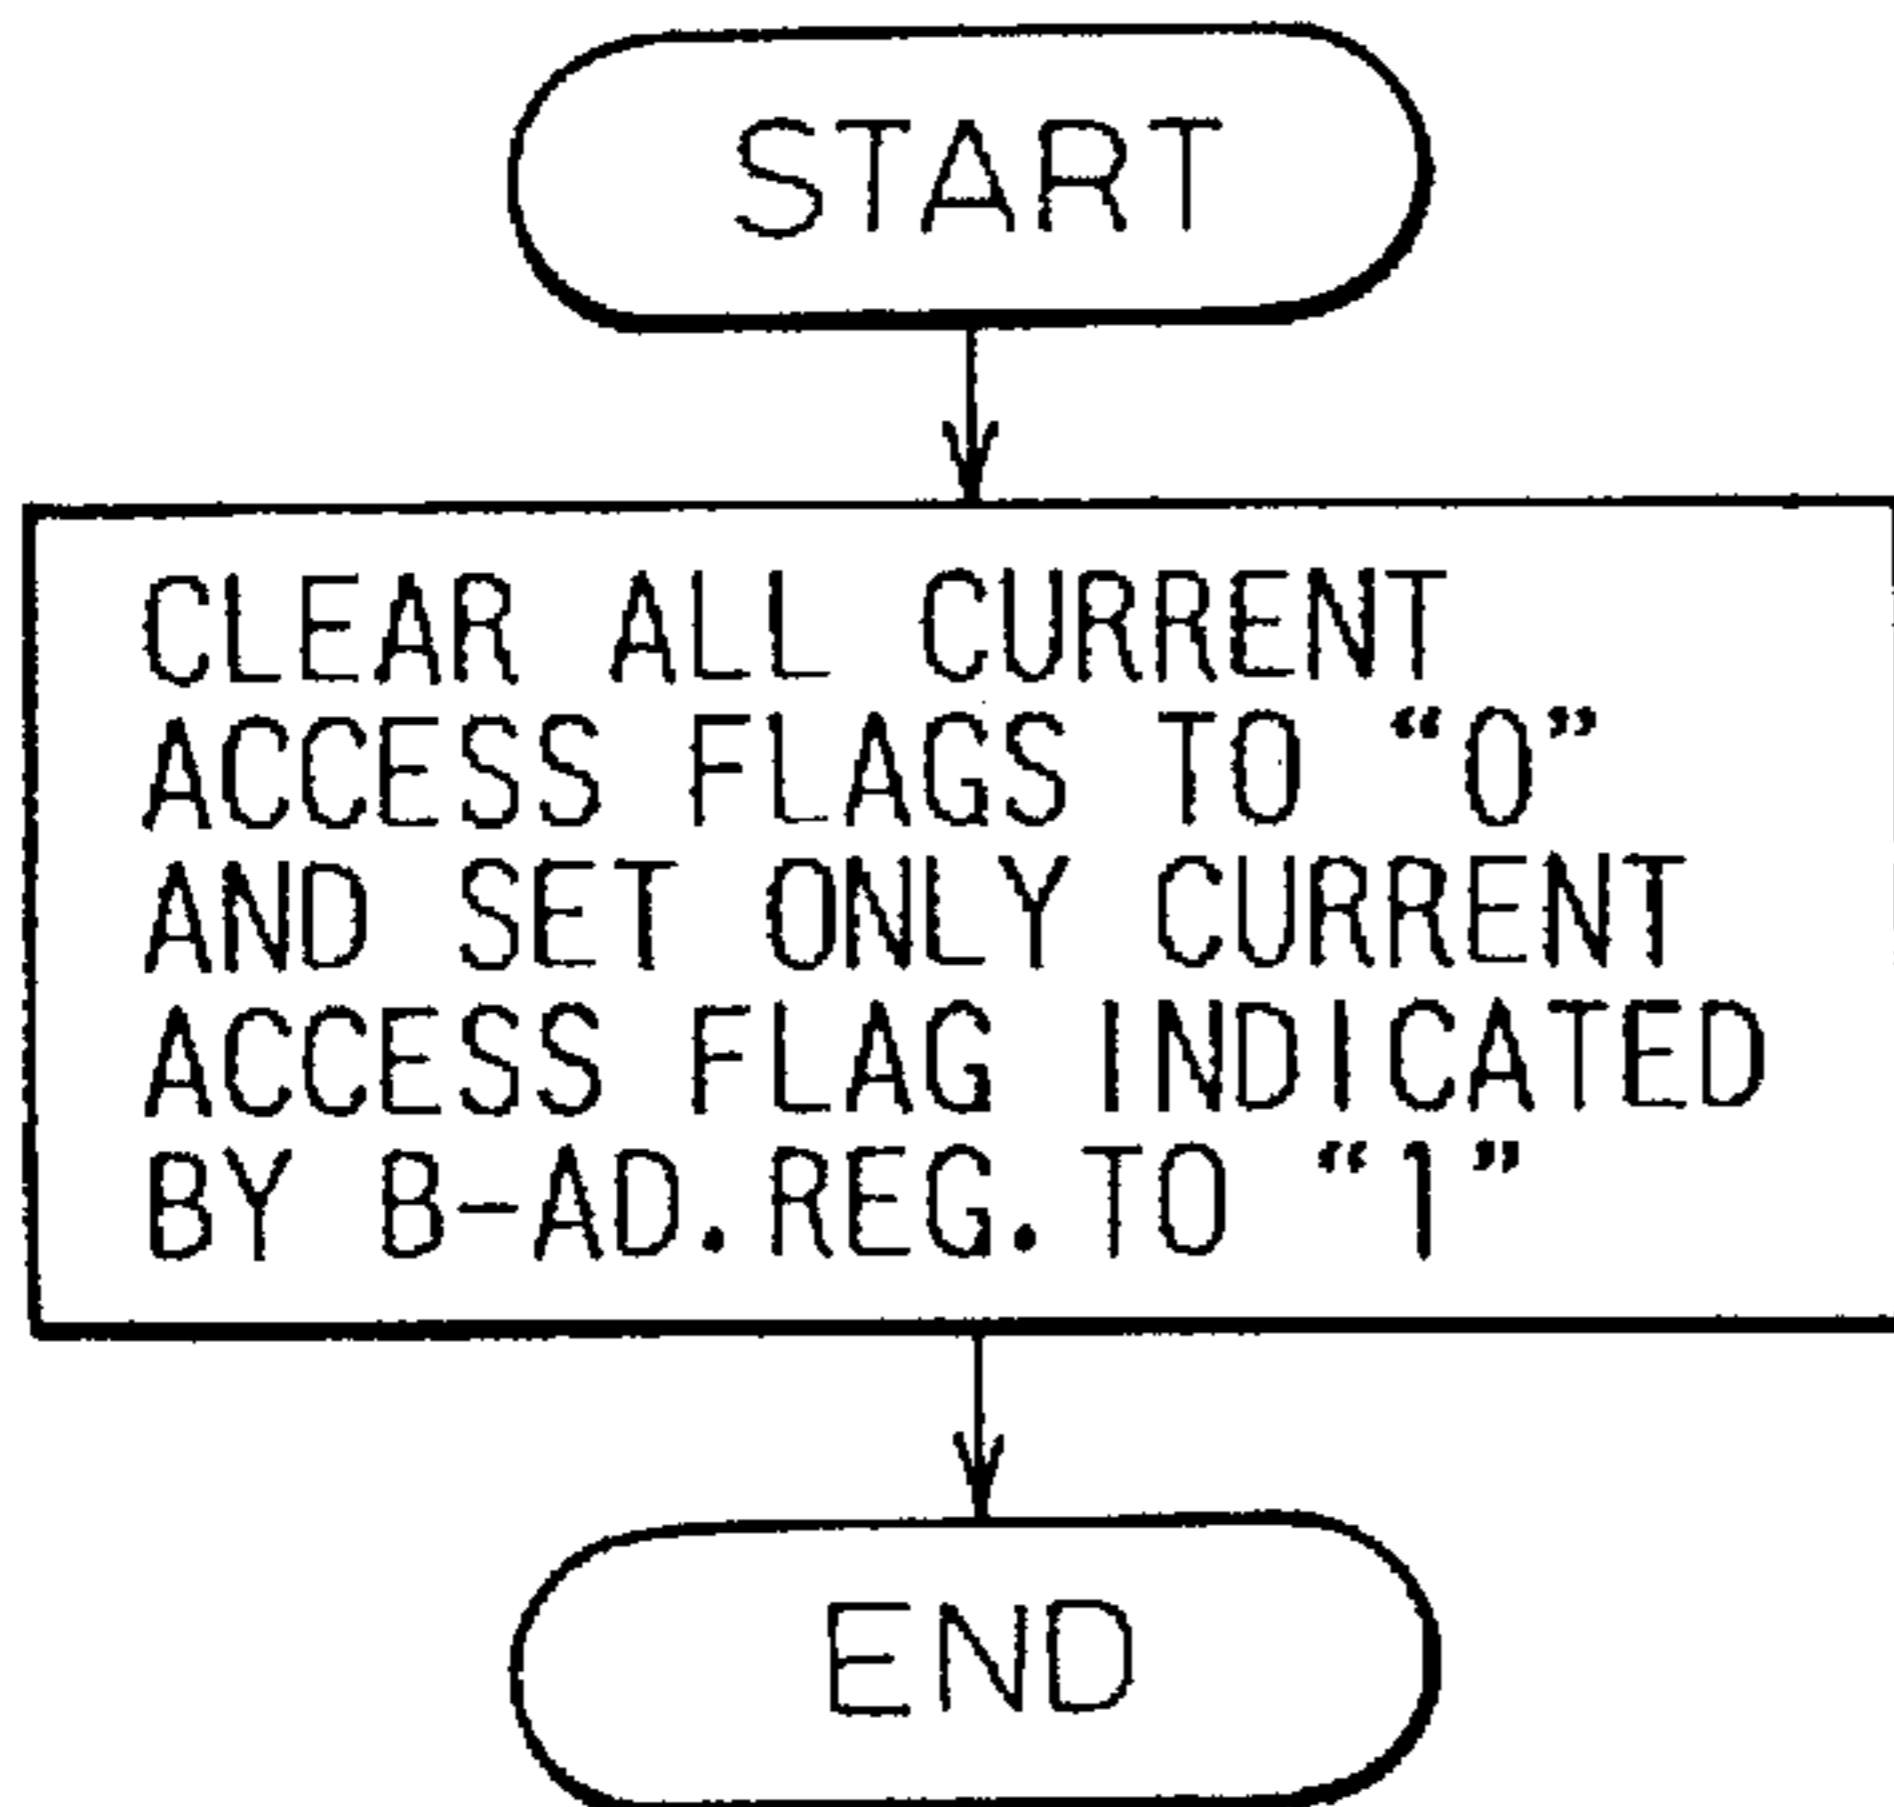 START
CLEAR ALL CURRENT
ACCESS FLAGS TO “0”
AND SET ONLY CURRENT
ACCESS FLAG INDICATED
BY B-AD.REG.TO “1”
END